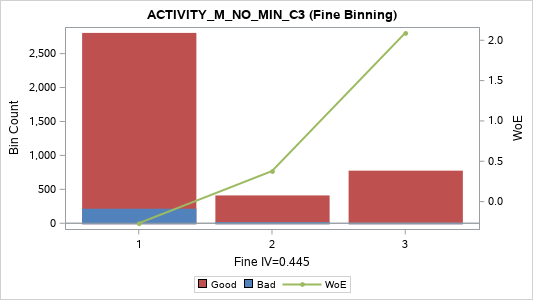 ACTIVITY_M_NO_MIN_C3 (Fine Binning)
Bin Count
2,500
2,000
1,500
1,000
500
0
2.0
1.5
1.0
0.5
0.0
WoE
1 2 3
Fine IV=0.445
Good Bad WoE